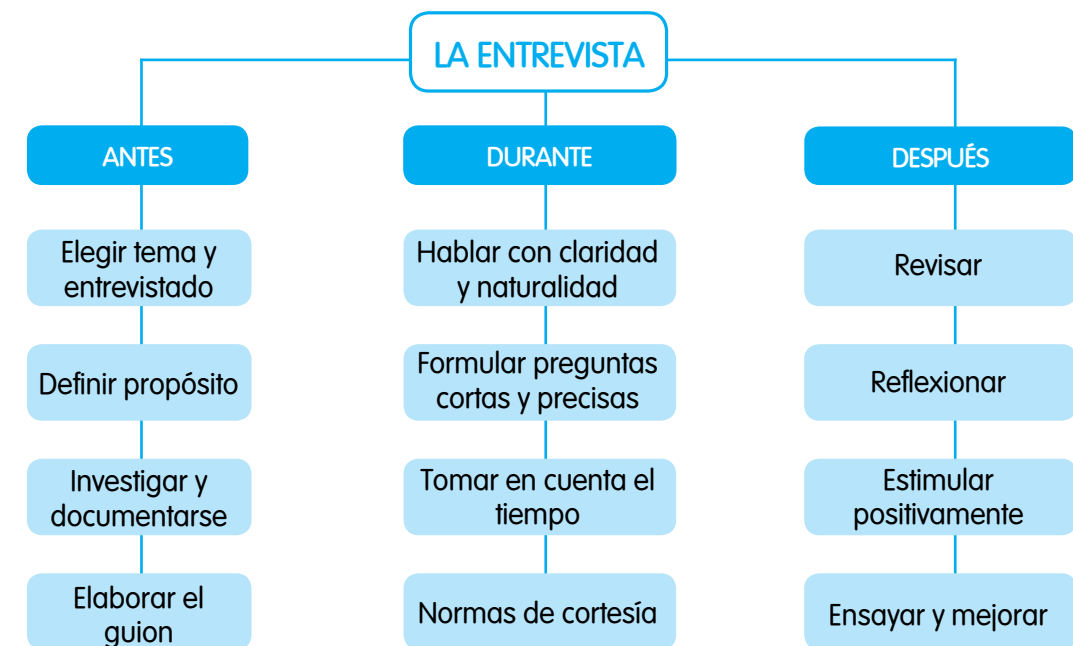 LA ENTREVISTA
ANTES
Elegir tema y
entrevistado
Definir propósito
Investigar y
documentarse
Elaborar el
guion
DURANTE
Hablar con claridad
y naturalidad
Formular preguntas
cortas y precisas
Tomar en cuenta el
tiempo
Normas de cortesía
DESPUÉS
Revisar
Reflexionar
Estimular
positivamente
Ensayar y mejorar